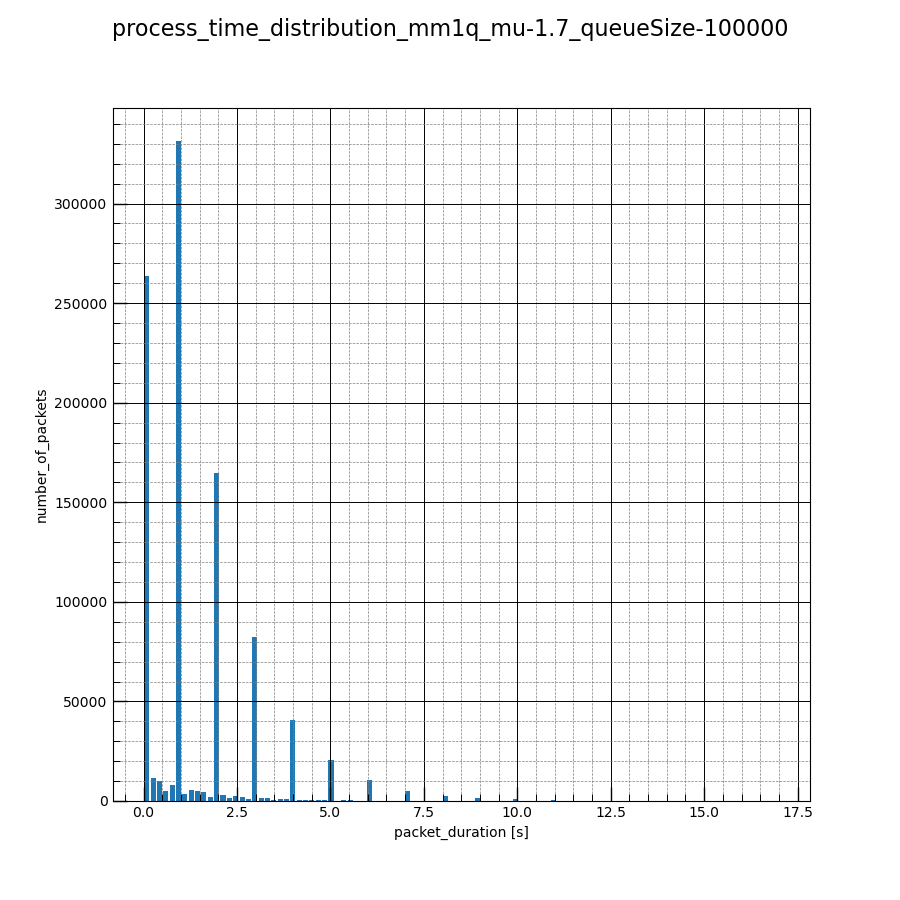 process_time_distribution_mm1q_mu-1.7_queueSize-100000
300000
250000
200000
150000
100000
50000
0
number_of_packets
0.0 2.5 5.0 7.5 10.0 12.5 15.0 17.5
packet_duration [s]